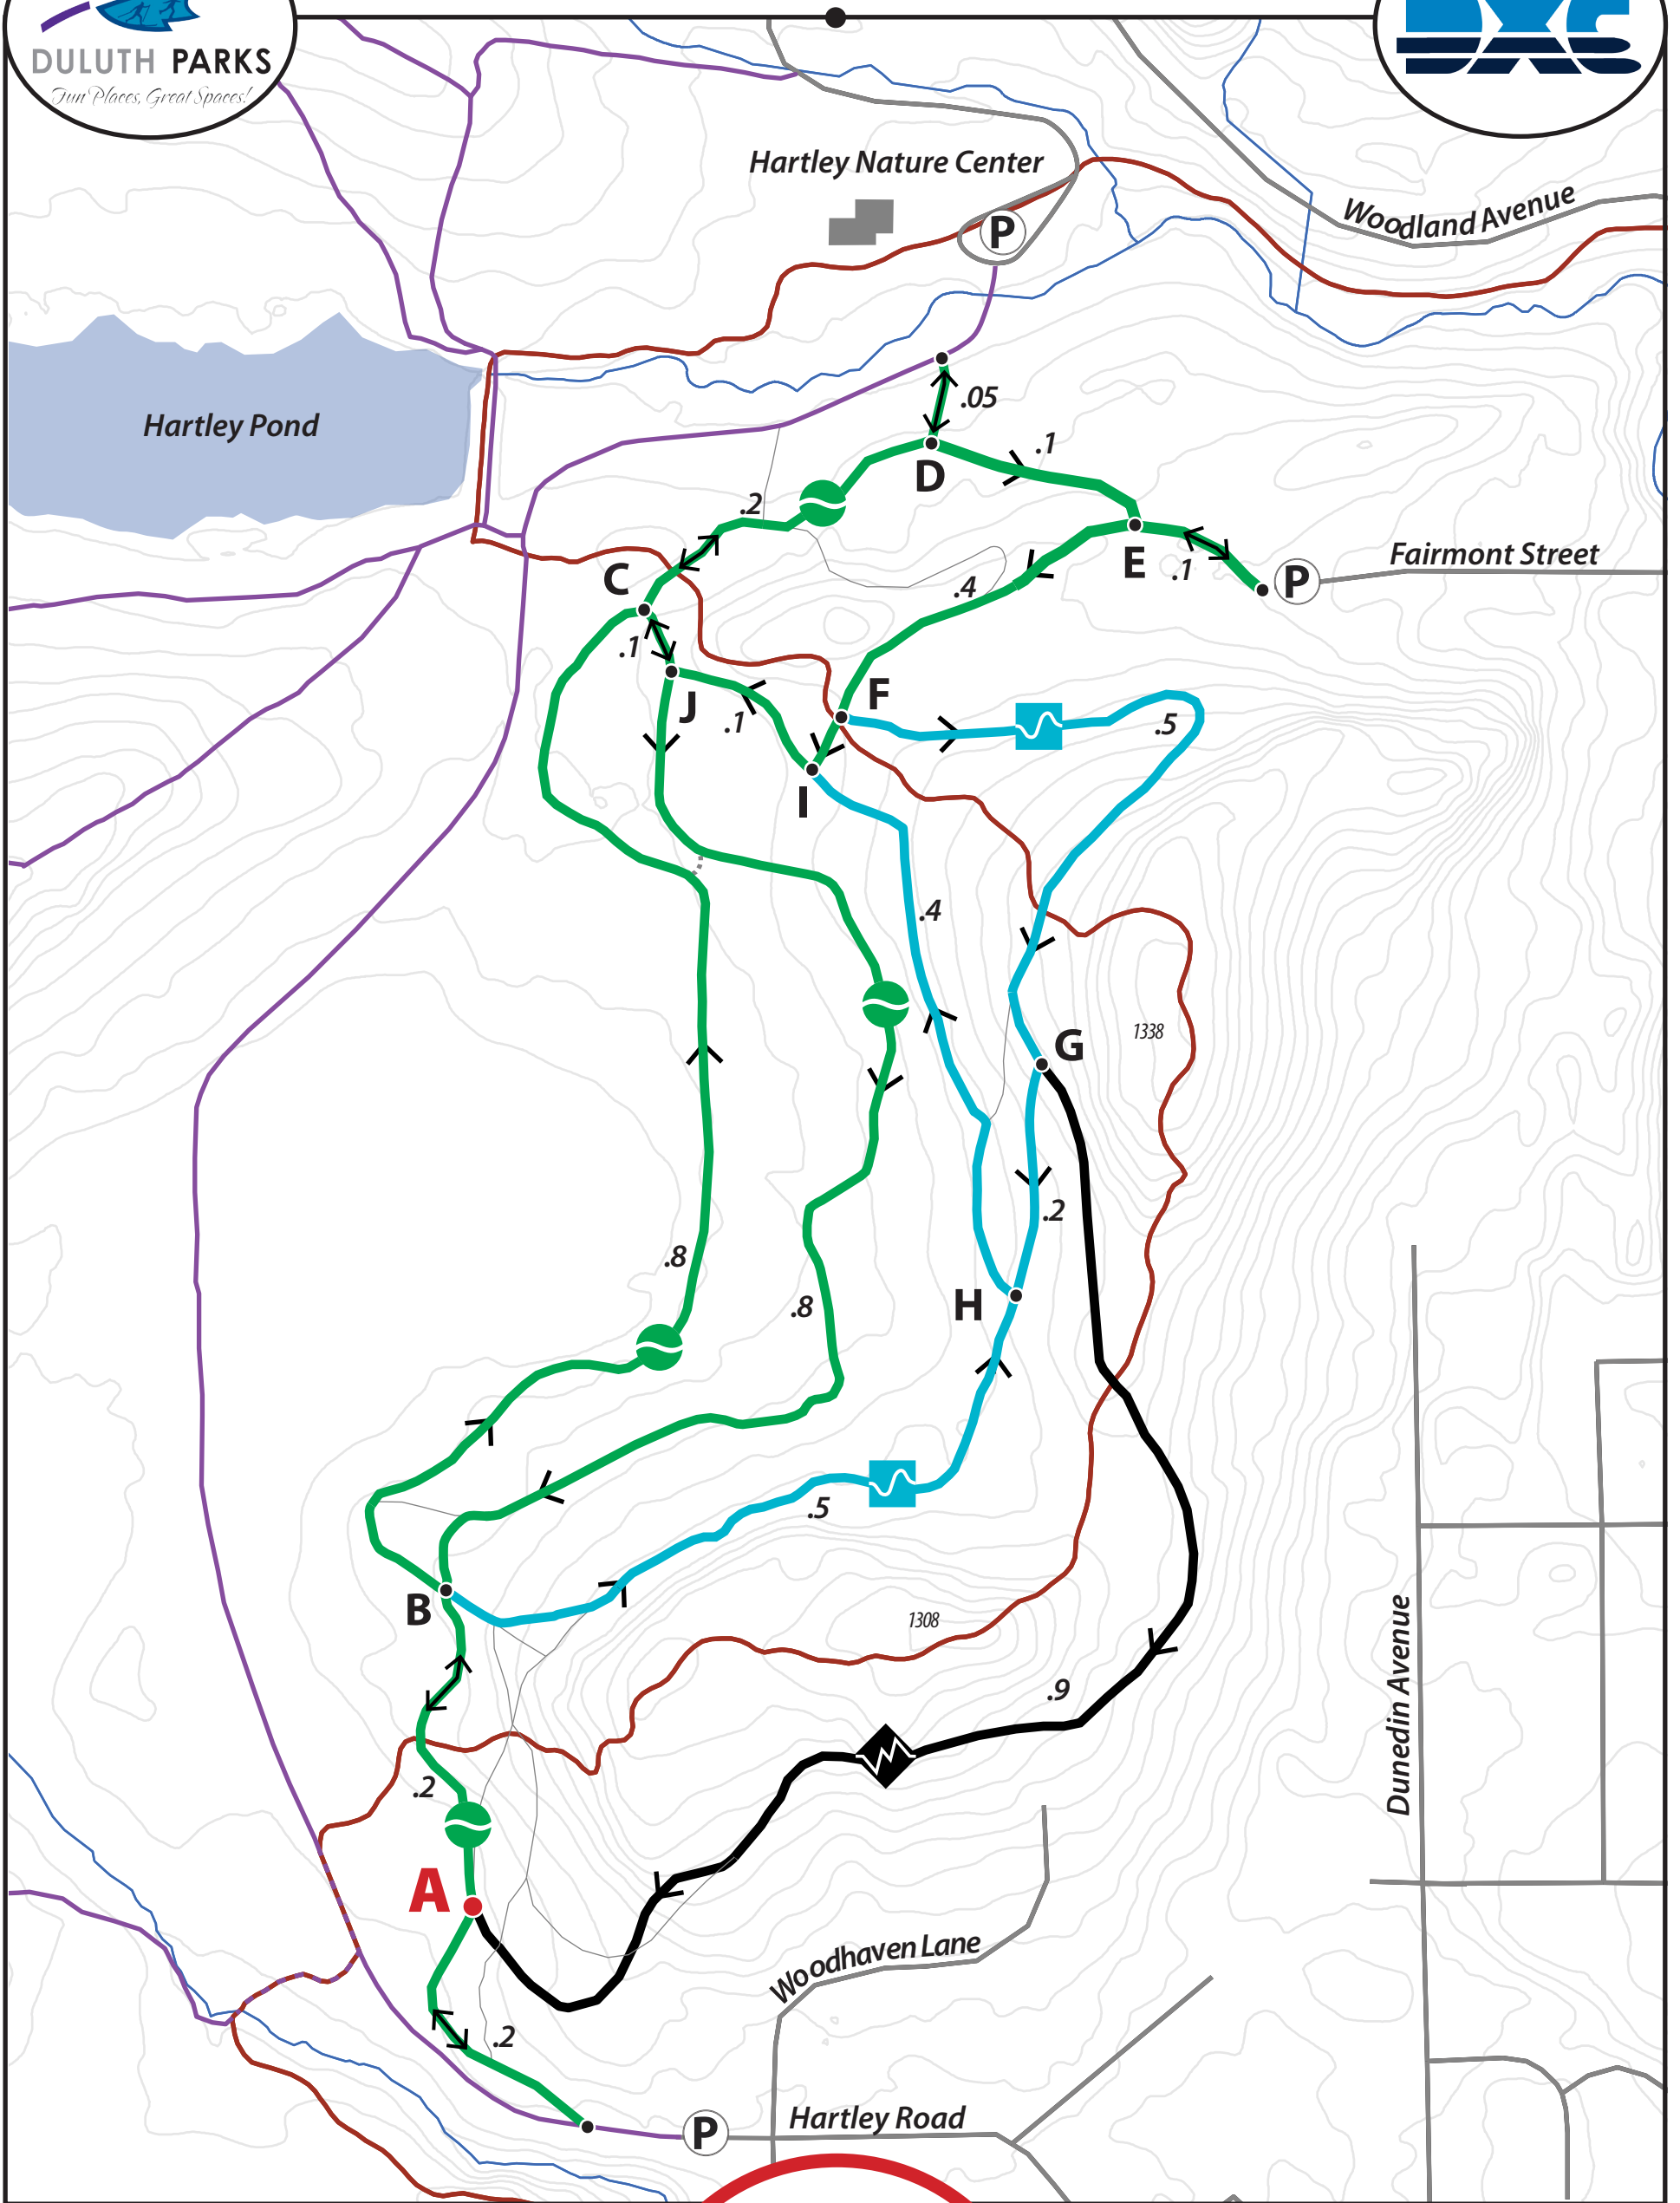 DULUTH PARKS
Fun Places, Great Spaces!
DXC
Hartley Nature Center
P
Woodland Avenue
Hartley Pond
.05
D
.1
.2
E
.1
P
Fairmont Street
C
.4
.1
J
.1
F
.5
I
.4
G
1338
.2
.8
H
.8
.5
B
1308
.9
Dunedin Avenue
.2
A
Woodhaven Lane
.2
Hartley Road
P